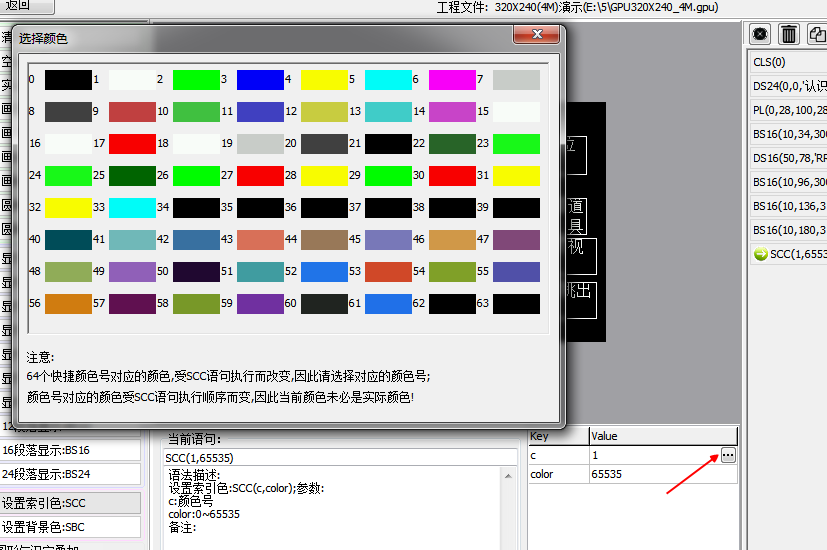 返回
工程文件: 320X240(4M)演示(E:\5\GPU320X240_4M.gpu)
选择颜色
0 1 2 3 4 5 6 7
8 9 10 11 12 13 14 15
16 17 18 19 20 21 22 23
24 25 26 27 28 29 30 31
32 33 34 35 36 37 38 39
40 41 42 43 44 45 46 47
48 49 50 51 52 53 54 55
56 57 58 59 60 61 62 63
注意:
64个快捷颜色号对应的颜色,受SCC语句执行而改变,因此请选择对应的颜色号;
颜色号对应的颜色受SCC语句执行顺序而变,因此当前颜色未必是实际颜色!
道
具
视
兆出
CLS(0)
DS24(0,0,'认识
PL(0,28,100,28
BS16(10,34,300
DS16(50,78,'RF
BS16(10,96,300
BS16(10,136,3
BS16(10,180,3
SCC(1,6553
16段落显示:BS16
24段落显示:BS24
设置索引色:SCC
设置背景色:SBC
当前语句:
SCC(1,65535)
语法描述:
设置索引色:SCC(c,color);参数:
c:颜色号
color:0~65535
备注:
Key Value
c 1 ...
color 65535